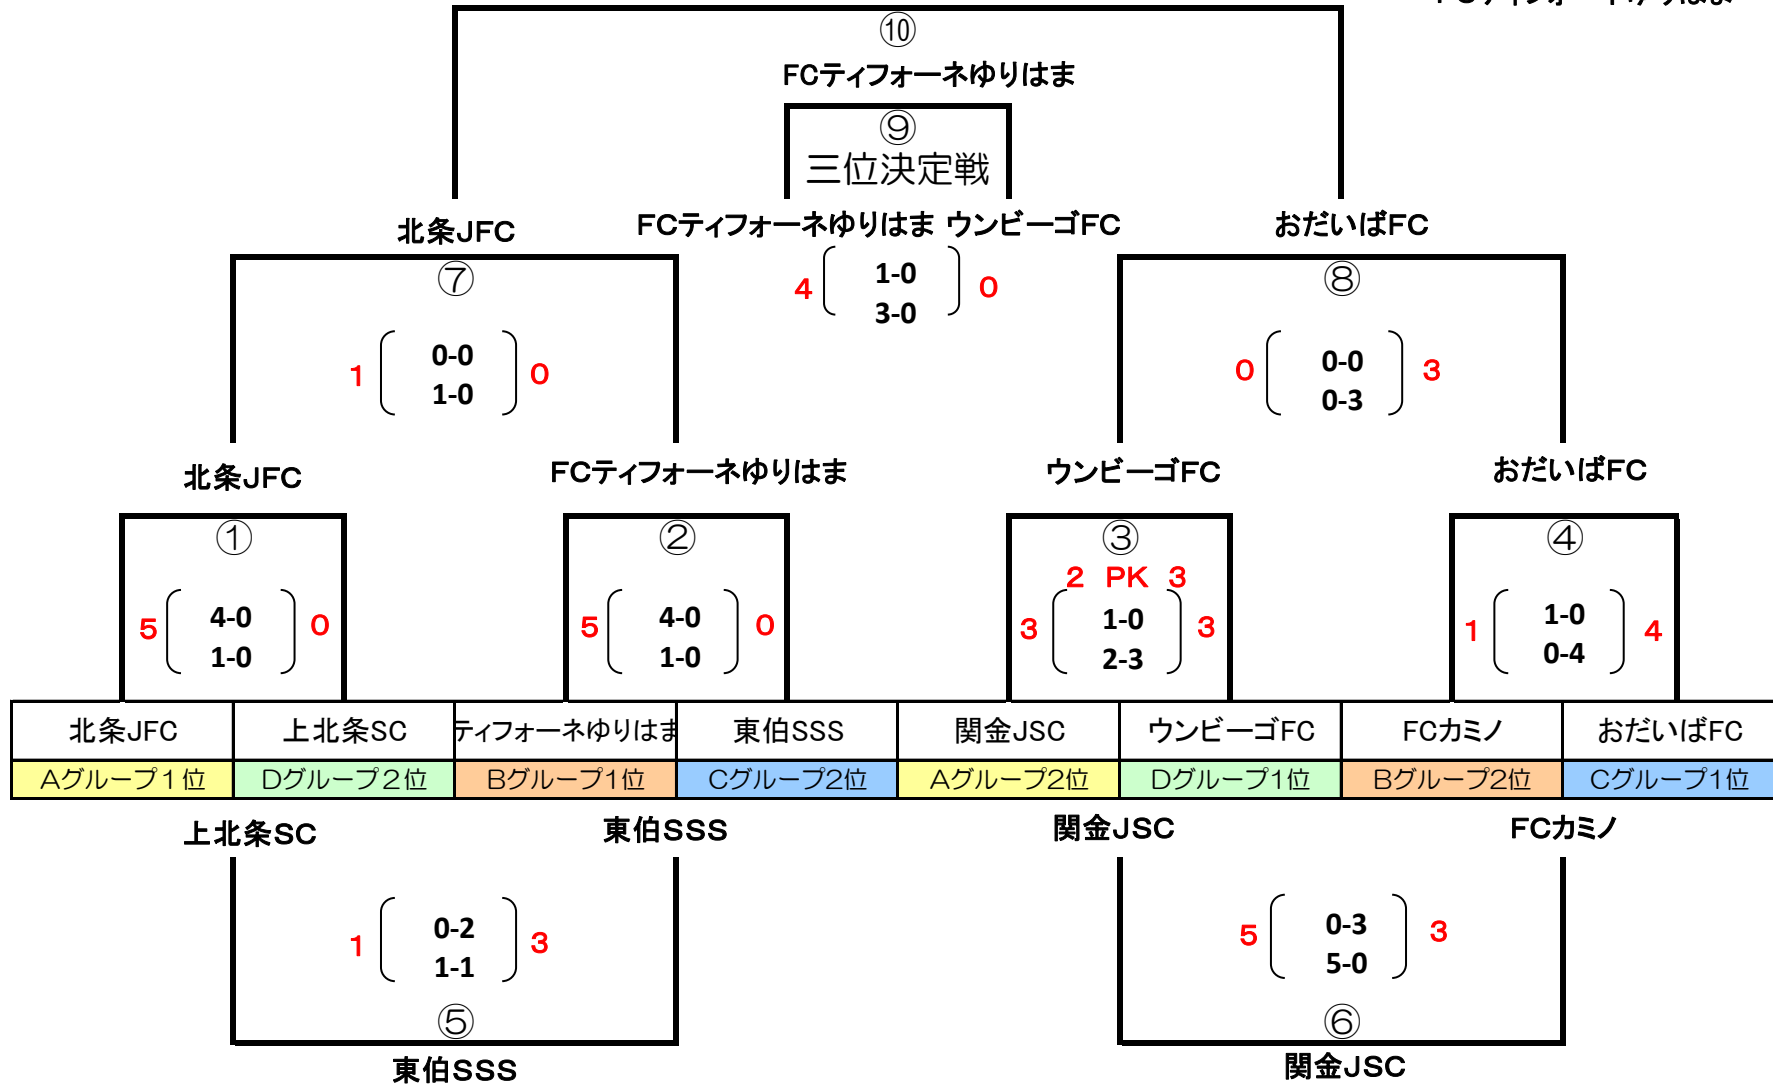 ⑩
FCティフォーネゆりはま
⑨
三位決定戦
北条JFC
FCティフォーネゆりはま ウンビーゴFC
おだいばFC
⑦
4 1-0 0
3-0
⑧
1 0-0 0
1-0
0 0-0 3
0-3
北条JFC
FCティフォーネゆりはま
ウンビーゴFC
おだいばFC
①
②
③
④
2 PK 3
5 4-0 0
1-0
5 4-0 0
1-0
3 1-0 3
2-3
1 1-0 4
0-4
北条JFC 上北条SC ティフォーネゆりはま 東伯SSS 関金JSC ウンビーゴFC FCカミノ おだいばFC
Aグループ1位 Dグループ2位 Bグループ1位 Cグループ2位 Aグループ2位 Dグループ1位 Bグループ2位 Cグループ1位
上北条SC
東伯SSS
関金JSC
FCカミノ
1 0-2 3
1-1
5 0-3 3
5-0
⑤
⑥
東伯SSS
関金JSC